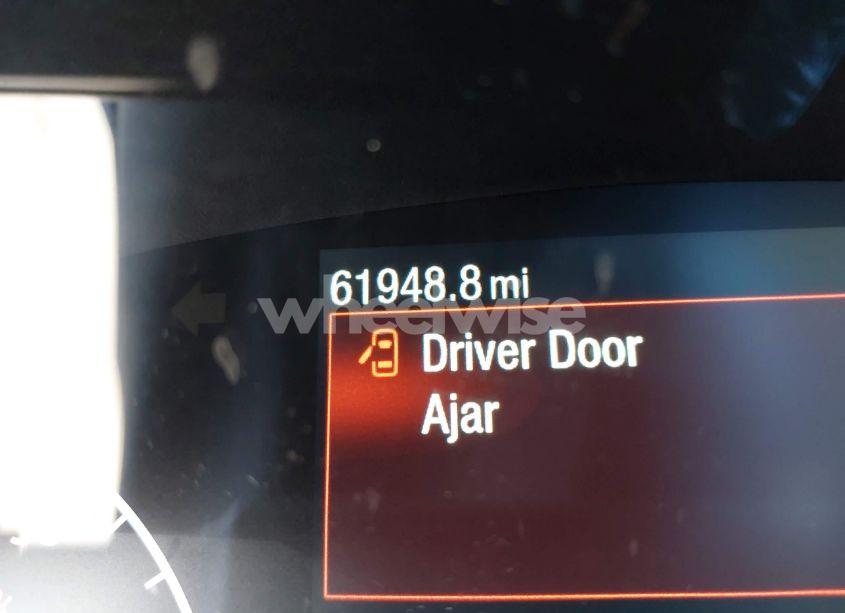 61948.8 mi
wheelwise
Driver Door
Ajar